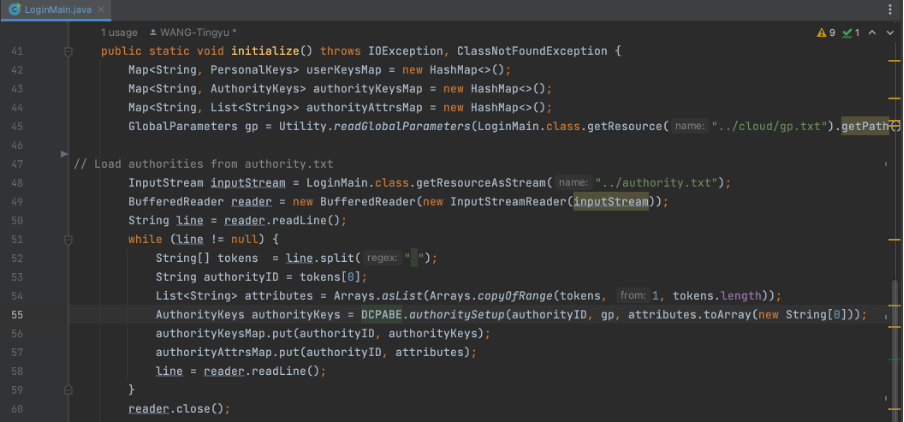 LoginMain.java
1 usage WANG-Tingyu *
9 1
41 public static void initialize() throws IOException, ClassNotFoundException {
42 Map<String, PersonalKeys> userKeysMap = new HashMap<>();
43 Map<String, AuthorityKeys> authorityKeysMap = new HashMap<>();
44 Map<String, List<String>> authorityAttrsMap = new HashMap<>();
45 GlobalParameters gp = Utility.readGlobalParameters(LoginMain.class.getResource( name: "../cloud/gp.txt").getPath()
46
47 // Load authorities from authority.txt
48 InputStream inputStream = LoginMain.class.getResourceAsStream( name: "../authority.txt");
49 BufferedReader reader = new BufferedReader(new InputStreamReader(inputStream));
50 String line = reader.readLine();
51 while (line != null) {
52 String[] tokens = line.split( regex: " ");
53 String authorityID = tokens[0];
54 List<String> attributes = Arrays.asList(Arrays.copyOfRange(tokens, from: 1, tokens.length));
55 AuthorityKeys authorityKeys = DCPABE.authoritySetup(authorityID, gp, attributes.toArray(new String[0]));
56 authorityKeysMap.put(authorityID, authorityKeys);
57 authorityAttrsMap.put(authorityID, attributes);
58 line = reader.readLine();
59 }
60 reader.close();